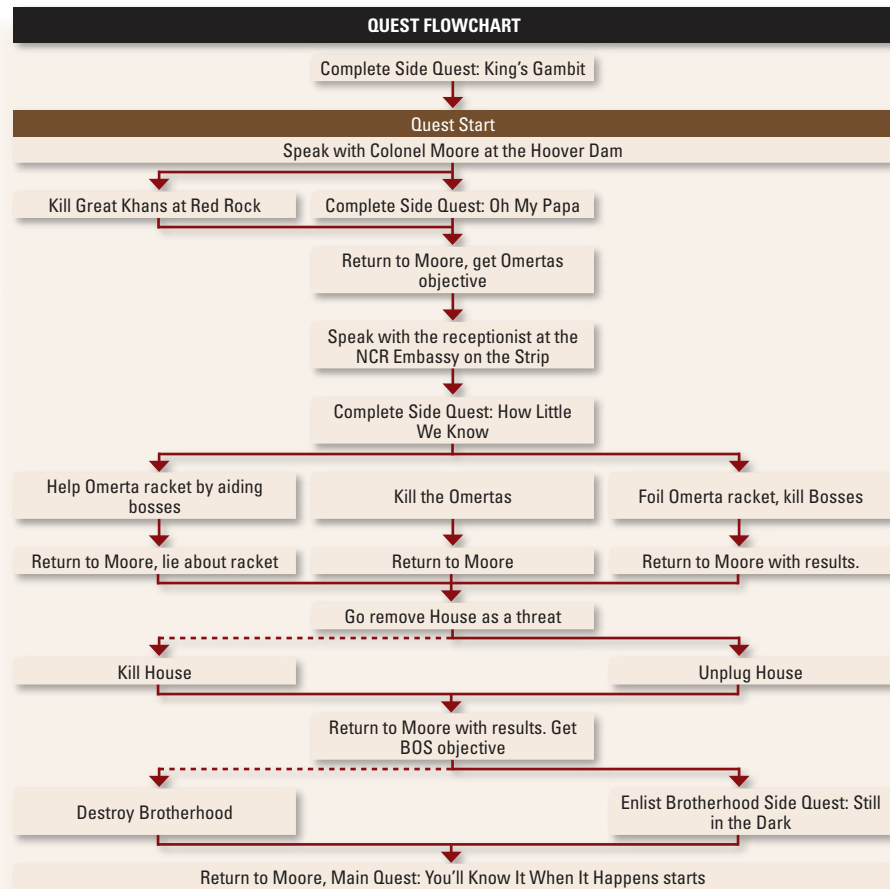 QUEST FLOWCHART
Complete Side Quest: King's Gambit
Quest Start
Speak with Colonel Moore at the Hoover Dam
Kill Great Khans at Red Rock
Complete Side Quest: Oh My Papa
Return to Moore, get Omertas
objective
Speak with the receptionist at the
NCR Embassy on the Strip
Complete Side Quest: How Little
We Know
Help Omerta racket by aiding
bosses
Kill the Omertas
Foil Omerta racket, kill Bosses
Return to Moore, lie about racket
Return to Moore
Return to Moore with results.
Go remove House as a threat
Kill House
Unplug House
Return to Moore with results. Get
BOS objective
Destroy Brotherhood
Enlist Brotherhood Side Quest: Still
in the Dark
Return to Moore, Main Quest: You'll Know It When It Happens starts